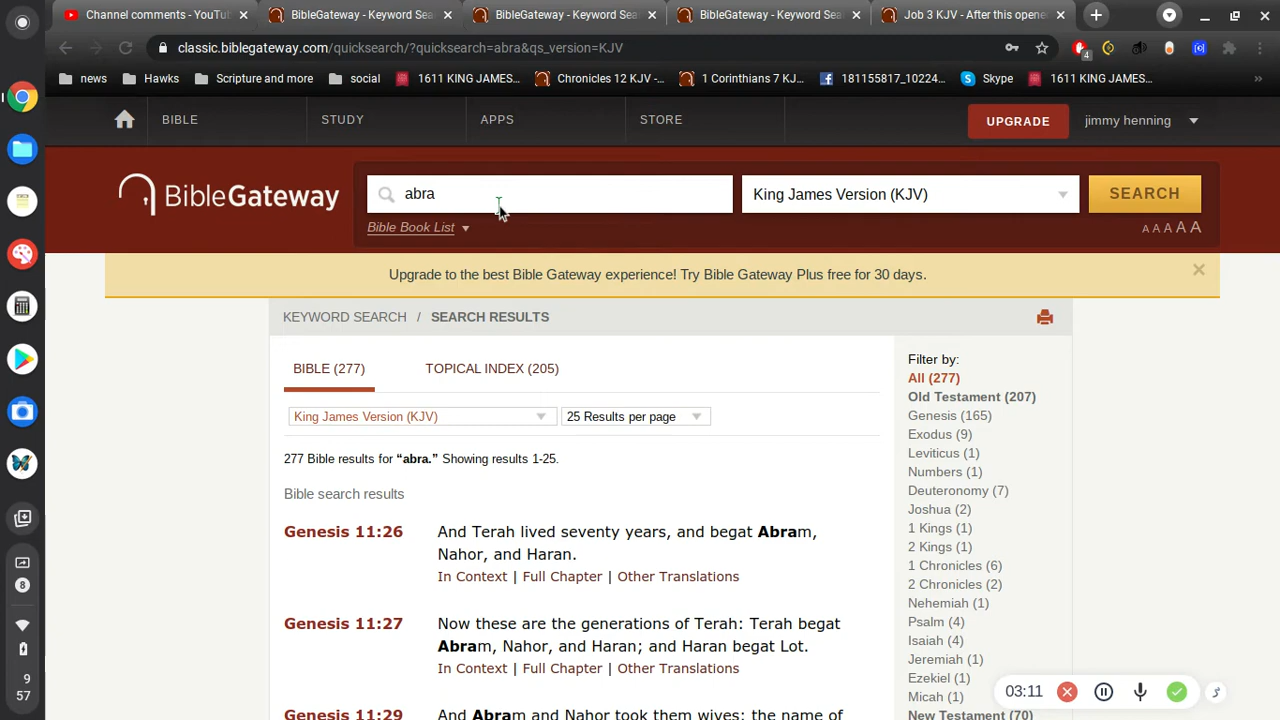 Channel comments - YouTu
BibleGateway - Keyword Sea
BibleGateway - Keyword Sea
BibleGateway - Keyword Sea
Job 3 KJV - After this opene
classic.biblegateway.com/quicksearch/?quicksearch=abra&qs_version=KJV
4
news
Hawks
Scripture and more
social
1611 KING JAMES...
Chronicles 12 KJV -...
1 Corinthians 7 KJ...
181155817_10224...
Skype
1611 KING JAMES...
»
BIBLE
STUDY
APPS
STORE
UPGRADE
jimmy henning
BibleGateway
abra
King James Version (KJV)
SEARCH
Bible Book List
A A A A A
Upgrade to the best Bible Gateway experience! Try Bible Gateway Plus free for 30 days.
KEYWORD SEARCH / SEARCH RESULTS
BIBLE (277)
TOPICAL INDEX (205)
King James Version (KJV)
25 Results per page
277 Bible results for “abra.” Showing results 1-25.
Bible search results
Genesis 11:26
And Terah lived seventy years, and begat Abram,
Nahor, and Haran.
In Context | Full Chapter | Other Translations
Genesis 11:27
Now these are the generations of Terah: Terah begat
Abram, Nahor, and Haran; and Haran begat Lot.
In Context | Full Chapter | Other Translations
Genesis 11:29
And Abram and Nahor took them wives: the name of
Filter by:
All (277)
Old Testament (207)
Genesis (165)
Exodus (9)
Leviticus (1)
Numbers (1)
Deuteronomy (7)
Joshua (2)
1 Kings (1)
2 Kings (1)
1 Chronicles (6)
2 Chronicles (2)
Nehemiah (1)
Psalm (4)
Isaiah (4)
Jeremiah (1)
Ezekiel (1)
Micah (1)
New Testament (70)
03:11
8
9
57